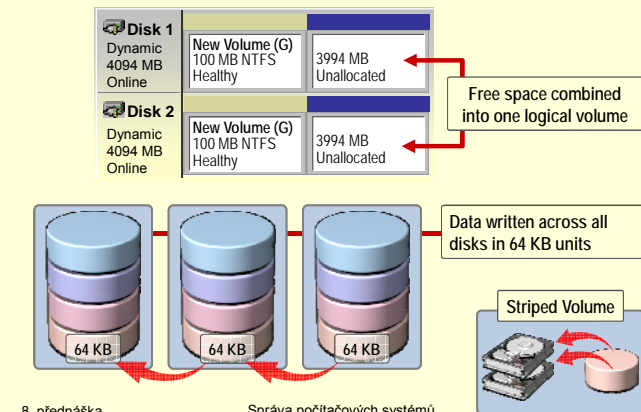 Disk 1
Dynamic
4094 MB
Online
New Volume (G)
100 MB NTFS
Healthy
3994 MB
Unallocated
Disk 2
Dynamic
4094 MB
Online
New Volume (G)
100 MB NTFS
Healthy
3994 MB
Unallocated
Free space combined
into one logical volume
Data written across all
disks in 64 KB units
64 KB
64 KB
64 KB
Striped Volume
8. přednáška
Správa počítačových systémů